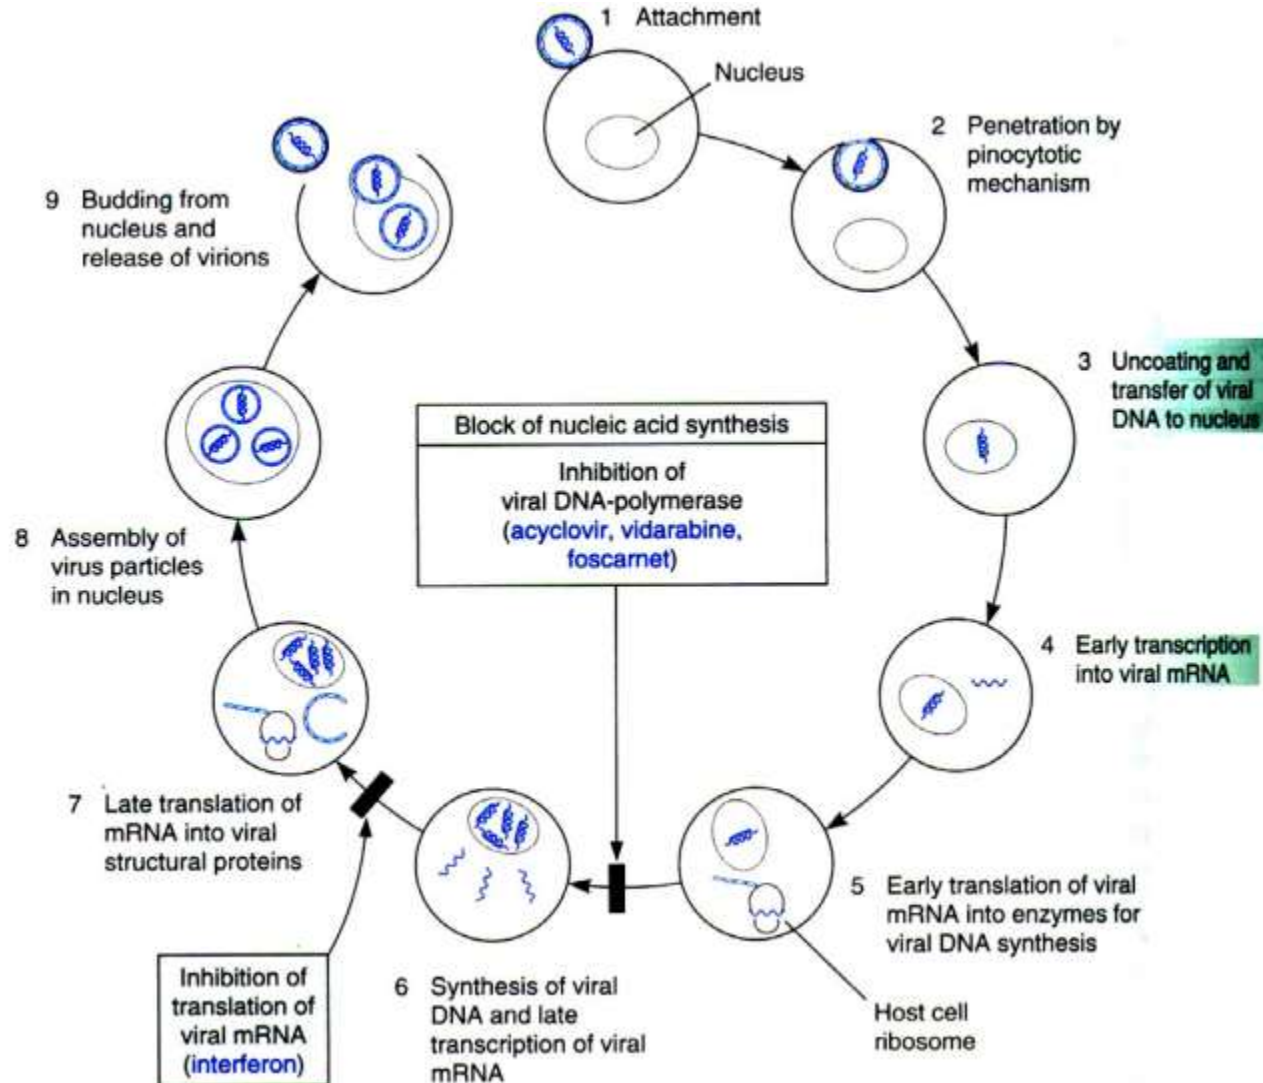 1 Attachment
Nucleus
2 Penetration by
pinocytotic
mechanism
3 Uncoating and
transfer of viral
DNA to nucleus
4 Early transcription
into viral mRNA
5 Early translation of viral
mRNA into enzymes for
viral DNA synthesis
Host cell
ribosome
6 Synthesis of viral
DNA and late
transcription of viral
mRNA
7 Late translation of
mRNA into viral
structural proteins
8 Assembly of
virus particles
in nucleus
9 Budding from
nucleus and
release of virions
Block of nucleic acid synthesis
Inhibition of
viral DNA-polymerase
(acyclovir, vidarabine,
foscarnet)
Inhibition of
translation of
viral mRNA
(interferon)